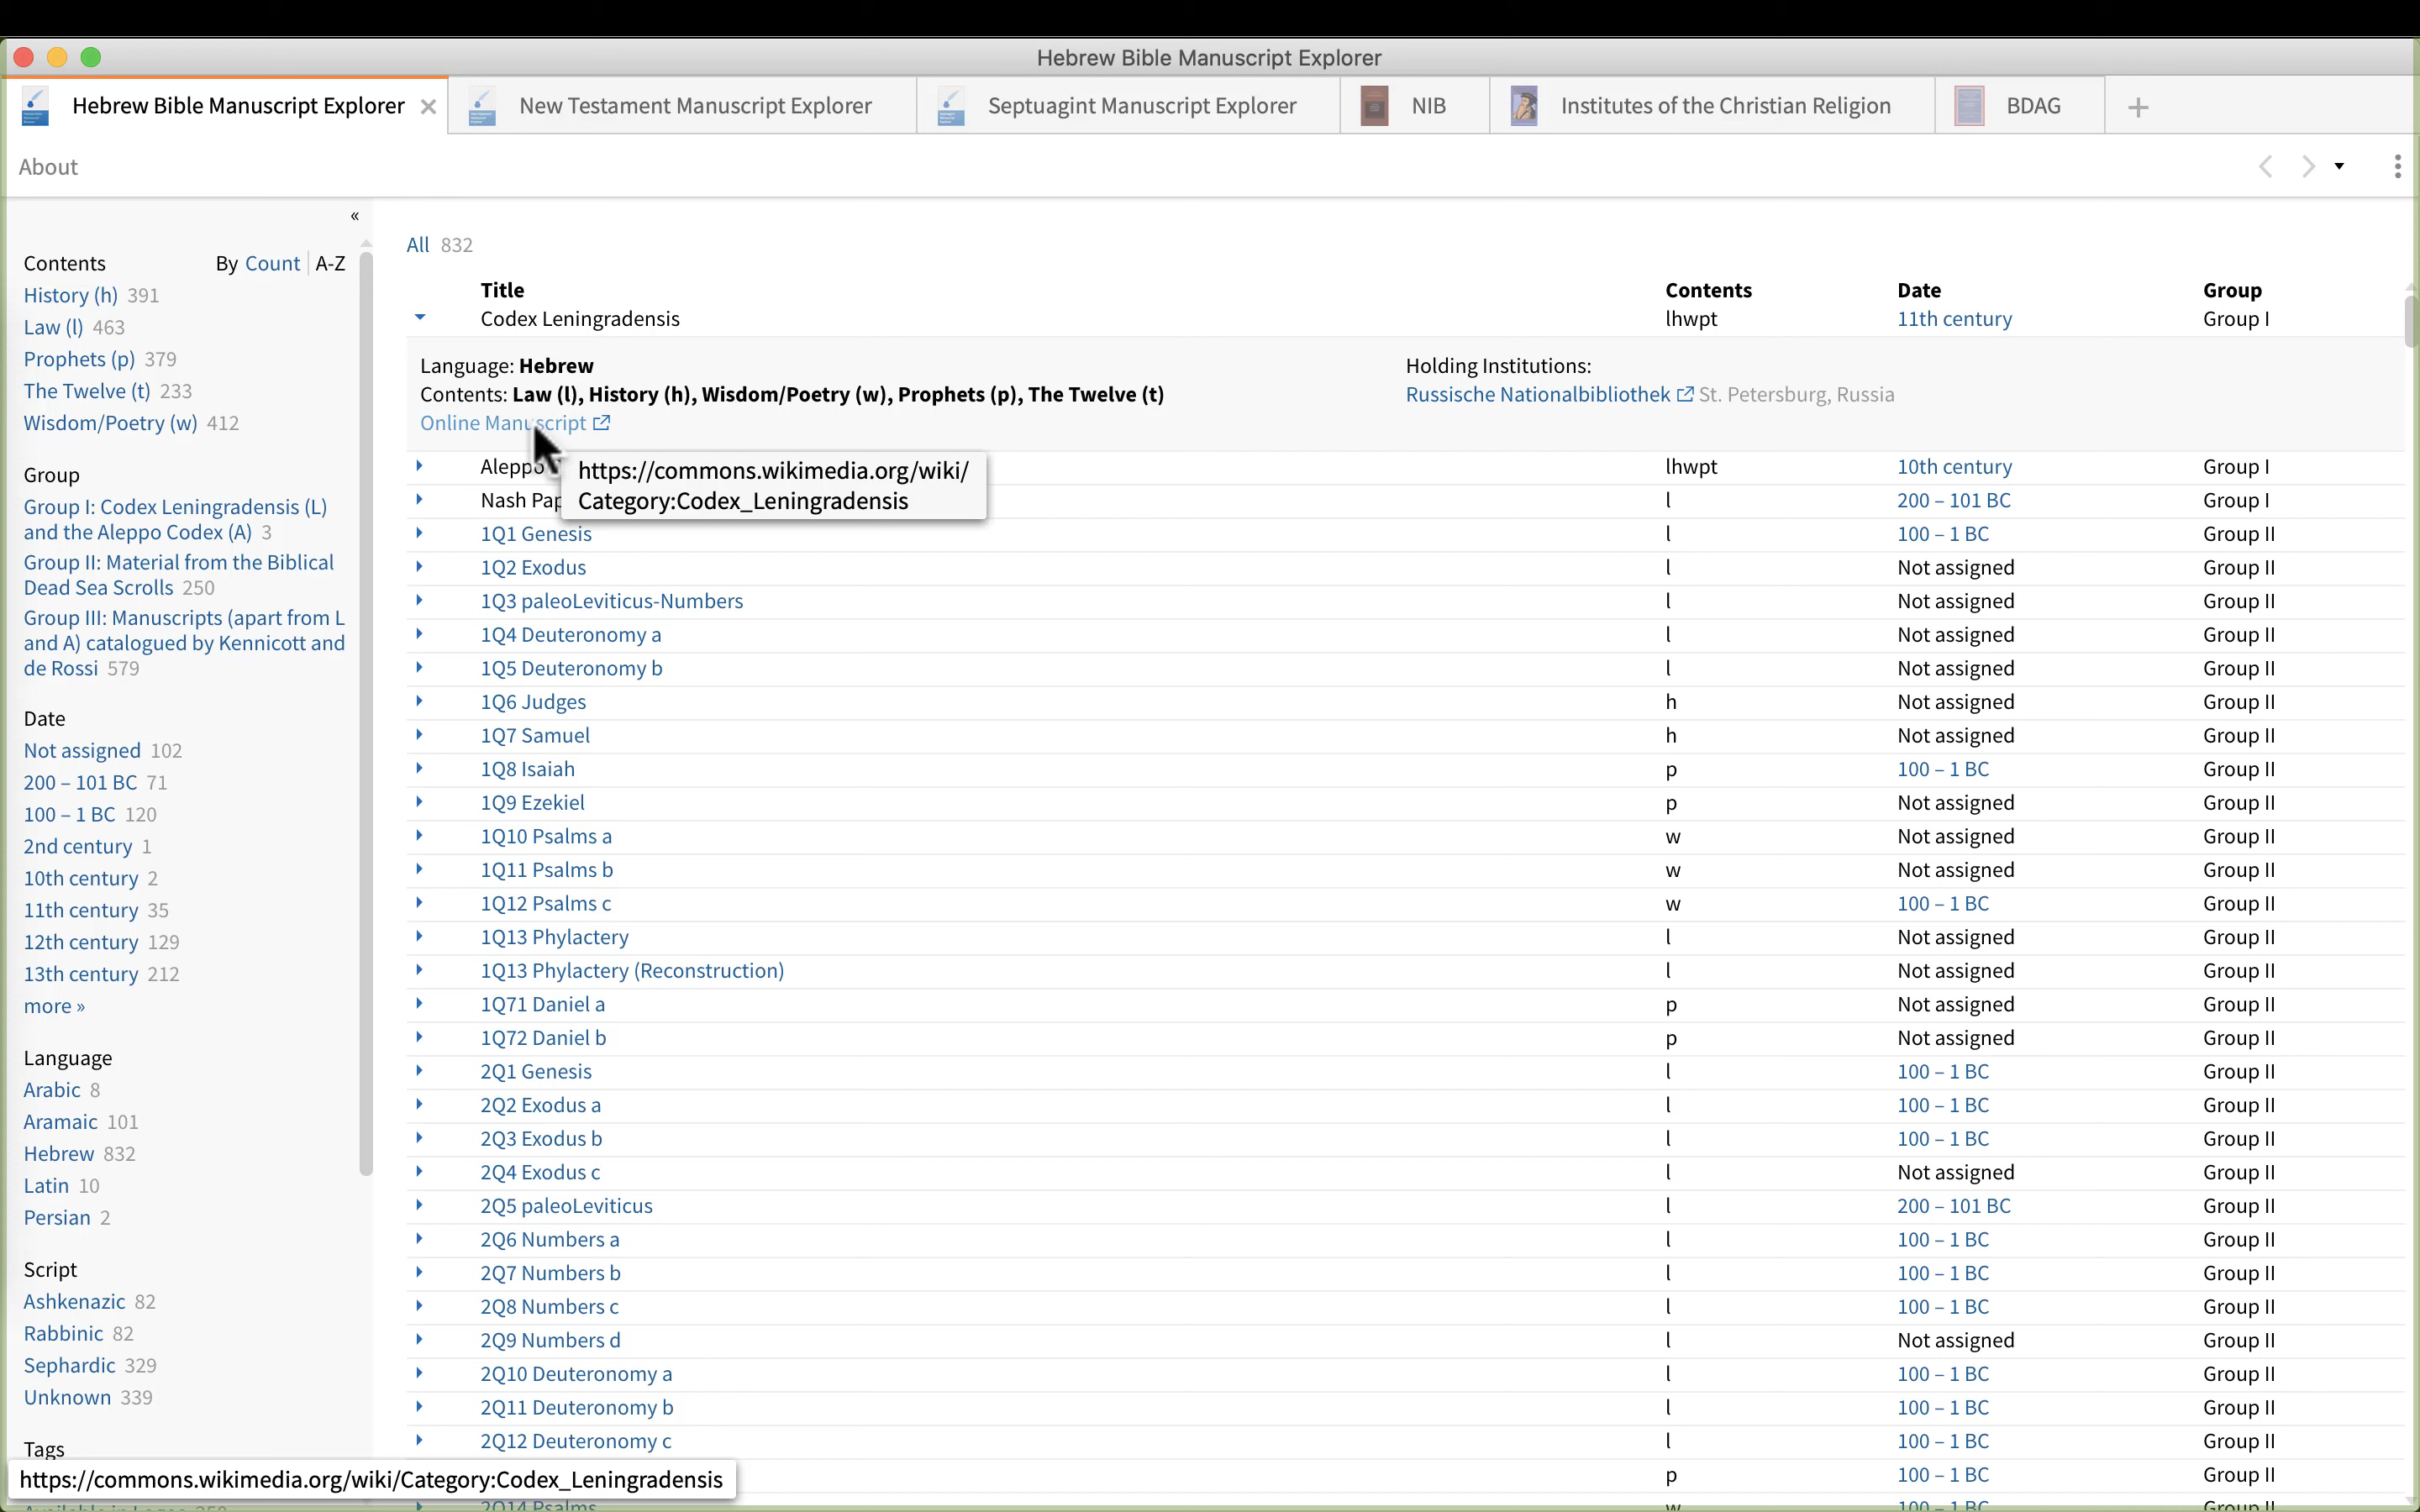 Hebrew Bible Manuscript Explorer
Hebrew Bible Manuscript Explorer New Testament Manuscript Explorer Septuagint Manuscript Explorer NIB Institutes of the Christian Religion BDAG
About
«
Contents By Count A-Z
History (h) 391
Law (l) 463
Prophets (p) 379
The Twelve (t) 233
Wisdom/Poetry (w) 412
Group
Group I: Codex Leningradensis (L)
and the Aleppo Codex (A) 3
Group II: Material from the Biblical
Dead Sea Scrolls 250
Group III: Manuscripts (apart from L
and A) catalogued by Kennicott and
de Rossi 579
Date
Not assigned 102
200 – 101 BC 71
100 – 1 BC 120
2nd century 1
10th century 2
11th century 35
12th century 129
13th century 212
more »
Language
Arabic 8
Aramaic 101
Hebrew 832
Latin 10
Persian 2
Script
Ashkenazic 82
Rabbinic 82
Sephardic 329
Unknown 339
Tags
https://commons.wikimedia.org/wiki/Category:Codex_Leningradensis
All 832
Title Contents Date Group
Codex Leningradensis lhwpt 11th century Group I
Language: Hebrew
Contents: Law (l), History (h), Wisdom/Poetry (w), Prophets (p), The Twelve (t)
Online Manuscript
Holding Institutions:
Russische Nationalbibliothek St. Petersburg, Russia
https://commons.wikimedia.org/wiki/
Category:Codex_Leningradensis
Aleppo lhwpt 10th century Group I
Nash Pap l 200 – 101 BC Group I
1Q1 Genesis l 100 – 1 BC Group II
1Q2 Exodus l Not assigned Group II
1Q3 paleoLeviticus-Numbers l Not assigned Group II
1Q4 Deuteronomy a l Not assigned Group II
1Q5 Deuteronomy b l Not assigned Group II
1Q6 Judges h Not assigned Group II
1Q7 Samuel h Not assigned Group II
1Q8 Isaiah p 100 – 1 BC Group II
1Q9 Ezekiel p Not assigned Group II
1Q10 Psalms a w Not assigned Group II
1Q11 Psalms b w Not assigned Group II
1Q12 Psalms c w 100 – 1 BC Group II
1Q13 Phylactery l Not assigned Group II
1Q13 Phylactery (Reconstruction) l Not assigned Group II
1Q71 Daniel a p Not assigned Group II
1Q72 Daniel b p Not assigned Group II
2Q1 Genesis l 100 – 1 BC Group II
2Q2 Exodus a l 100 – 1 BC Group II
2Q3 Exodus b l 100 – 1 BC Group II
2Q4 Exodus c l Not assigned Group II
2Q5 paleoLeviticus l 200 – 101 BC Group II
2Q6 Numbers a l 100 – 1 BC Group II
2Q7 Numbers b l 100 – 1 BC Group II
2Q8 Numbers c l 100 – 1 BC Group II
2Q9 Numbers d l Not assigned Group II
2Q10 Deuteronomy a l 100 – 1 BC Group II
2Q11 Deuteronomy b l 100 – 1 BC Group II
2Q12 Deuteronomy c l 100 – 1 BC Group II
p 100 – 1 BC Group II
2Q14 Psalms w 100 – 1 BC Group II